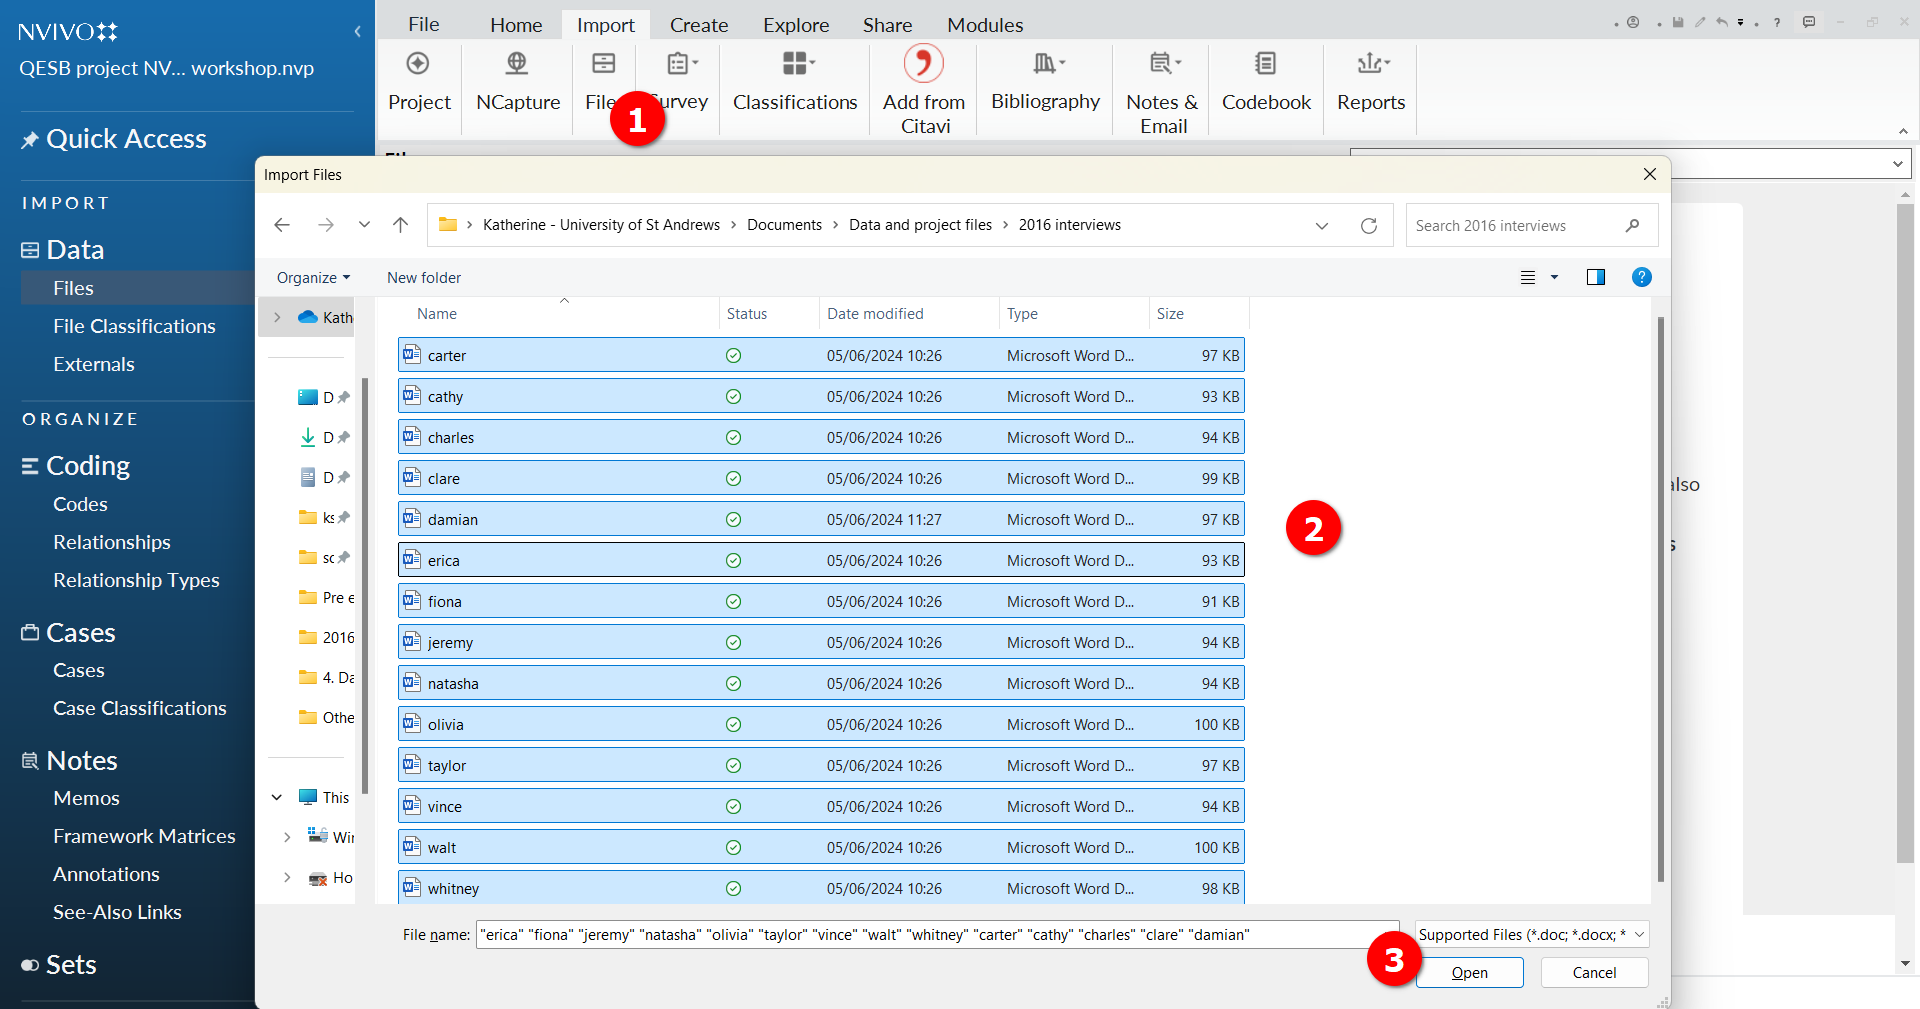 NVIVO
QESB project NV... workshop.nvp
File Home Import Create Explore Share Modules
Project NCapture Survey Classifications Add from Citavi Bibliography Notes & Email Codebook Reports
1
Quick Access
IMPORT
Data
Files
File Classifications
Externals
ORGANIZE
Coding
Codes
Relationships
Relationship Types
Cases
Cases
Case Classifications
Notes
Memos
Framework Matrices
Annotations
See-Also Links
Sets
Import Files
Katherine - University of St Andrews > Documents > Data and project files > 2016 interviews
Search 2016 interviews
Organize New folder
Kath
D
D
D
ks
sc
Pre e
2016
4. Da
Othe
This
Wir
Ho
Name Status Date modified Type Size
carter 05/06/2024 10:26 Microsoft Word D... 97 KB
cathy 05/06/2024 10:26 Microsoft Word D... 93 KB
charles 05/06/2024 10:26 Microsoft Word D... 94 KB
clare 05/06/2024 10:26 Microsoft Word D... 99 KB
damian 05/06/2024 11:27 Microsoft Word D... 97 KB
erica 05/06/2024 10:26 Microsoft Word D... 93 KB
fiona 05/06/2024 10:26 Microsoft Word D... 91 KB
jeremy 05/06/2024 10:26 Microsoft Word D... 94 KB
natasha 05/06/2024 10:26 Microsoft Word D... 94 KB
olivia 05/06/2024 10:26 Microsoft Word D... 100 KB
taylor 05/06/2024 10:26 Microsoft Word D... 97 KB
vince 05/06/2024 10:26 Microsoft Word D... 94 KB
walt 05/06/2024 10:26 Microsoft Word D... 100 KB
whitney 05/06/2024 10:26 Microsoft Word D... 98 KB
2
also
s
File name: "erica" "fiona" "jeremy" "natasha" "olivia" "taylor" "vince" "walt" "whitney" "carter" "cathy" "charles" "clare" "damian"
Supported Files (*.doc; *.docx; *
3
Open Cancel